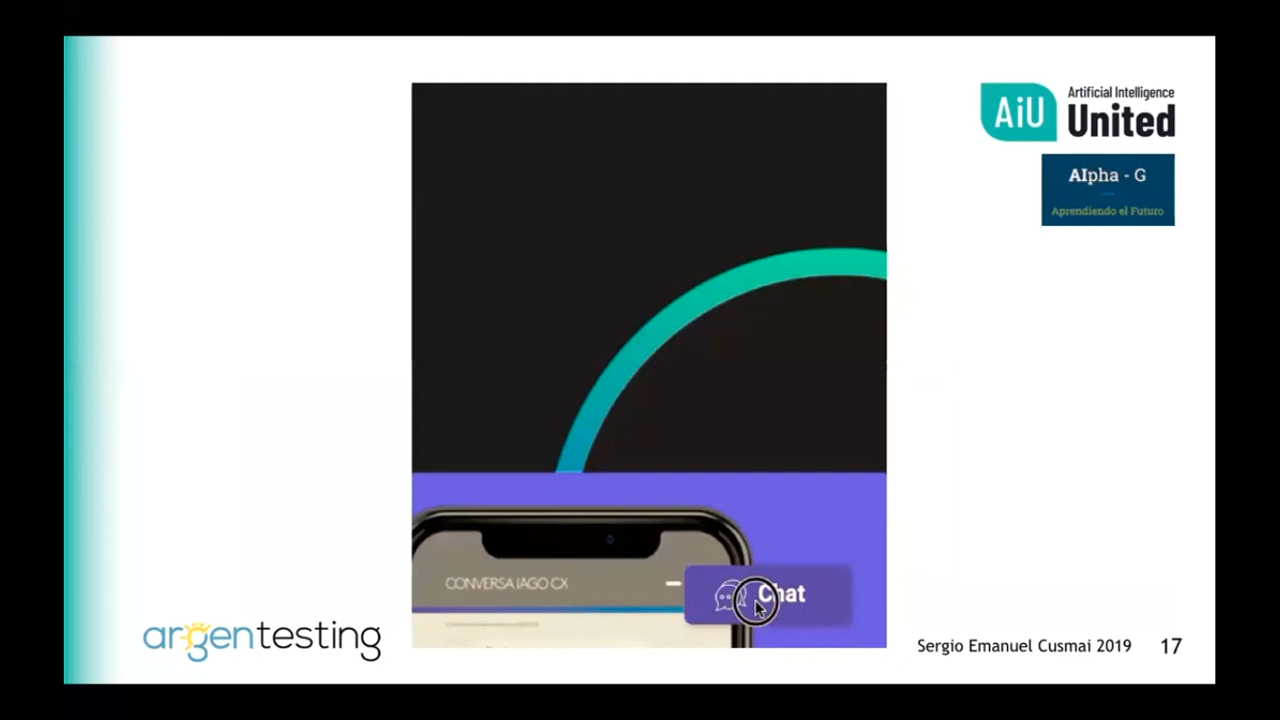 AiU
Artificial Intelligence
United
AIpha - G
Aprendiendo el Futuro
CONVERSA IAGO CX
Chat
argentesting
Sergio Emanuel Cusmai 2019
17